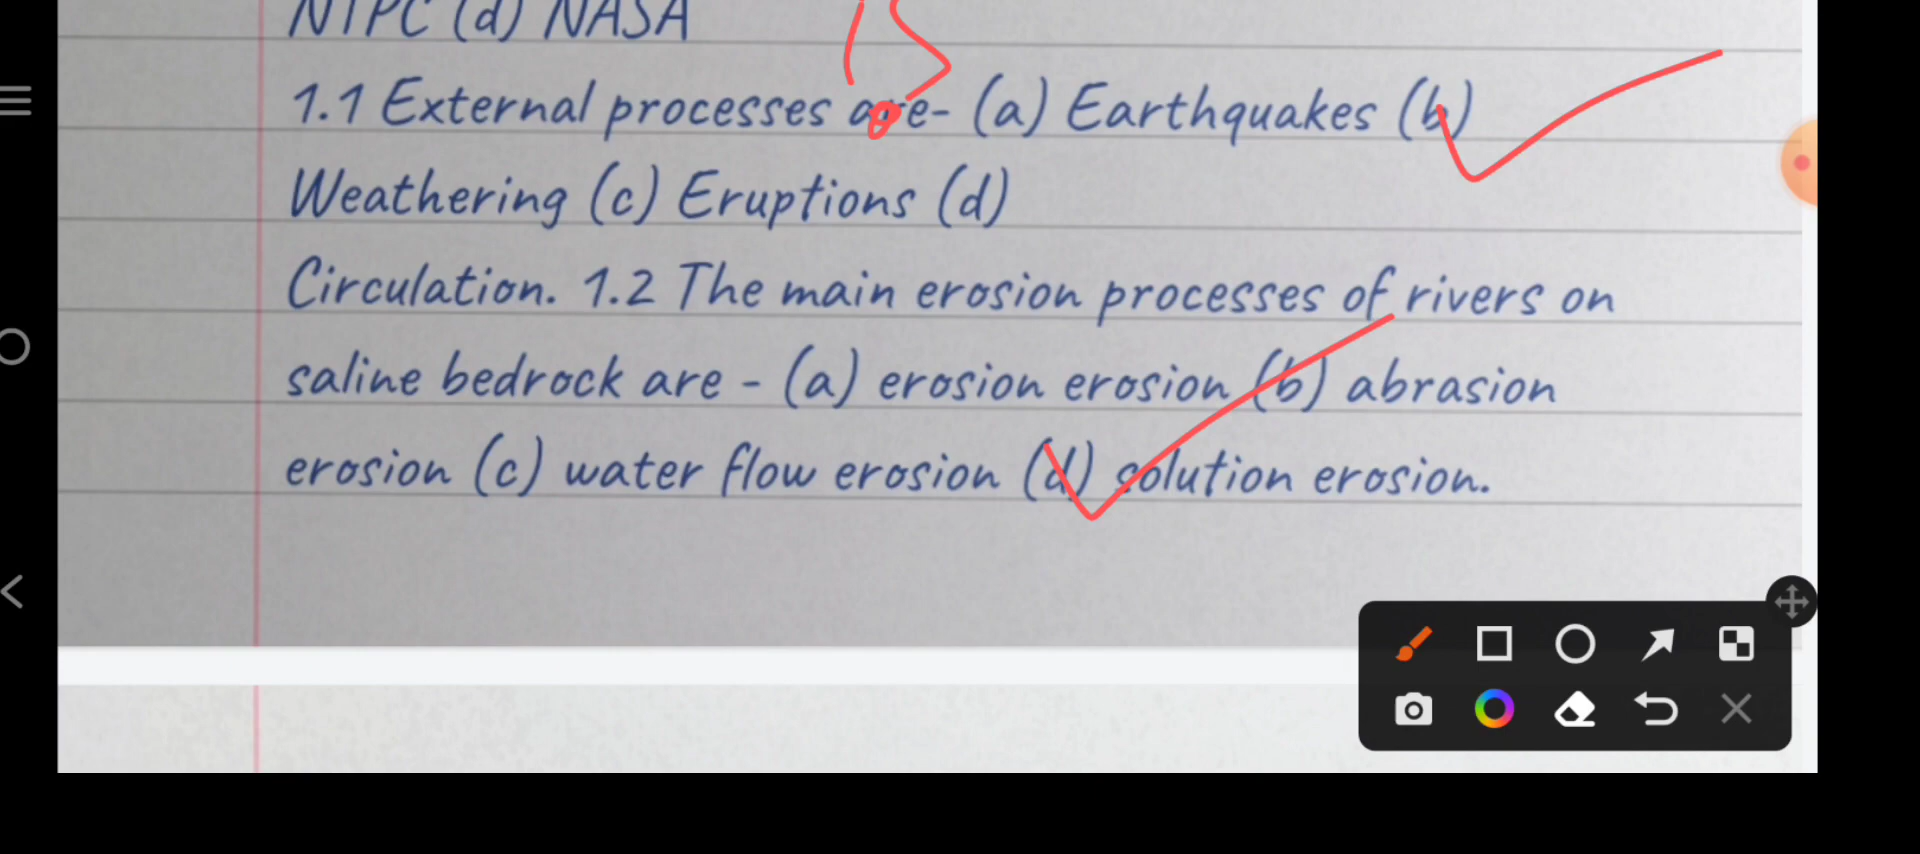 NTPC (d) NASA
1.1 External processes are- (a) Earthquakes (b)
Weathering (c) Eruptions (d)
Circulation. 1.2 The main erosion processes of rivers on
saline bedrock are - (a) erosion erosion (b) abrasion
erosion (c) water flow erosion (d) solution erosion.